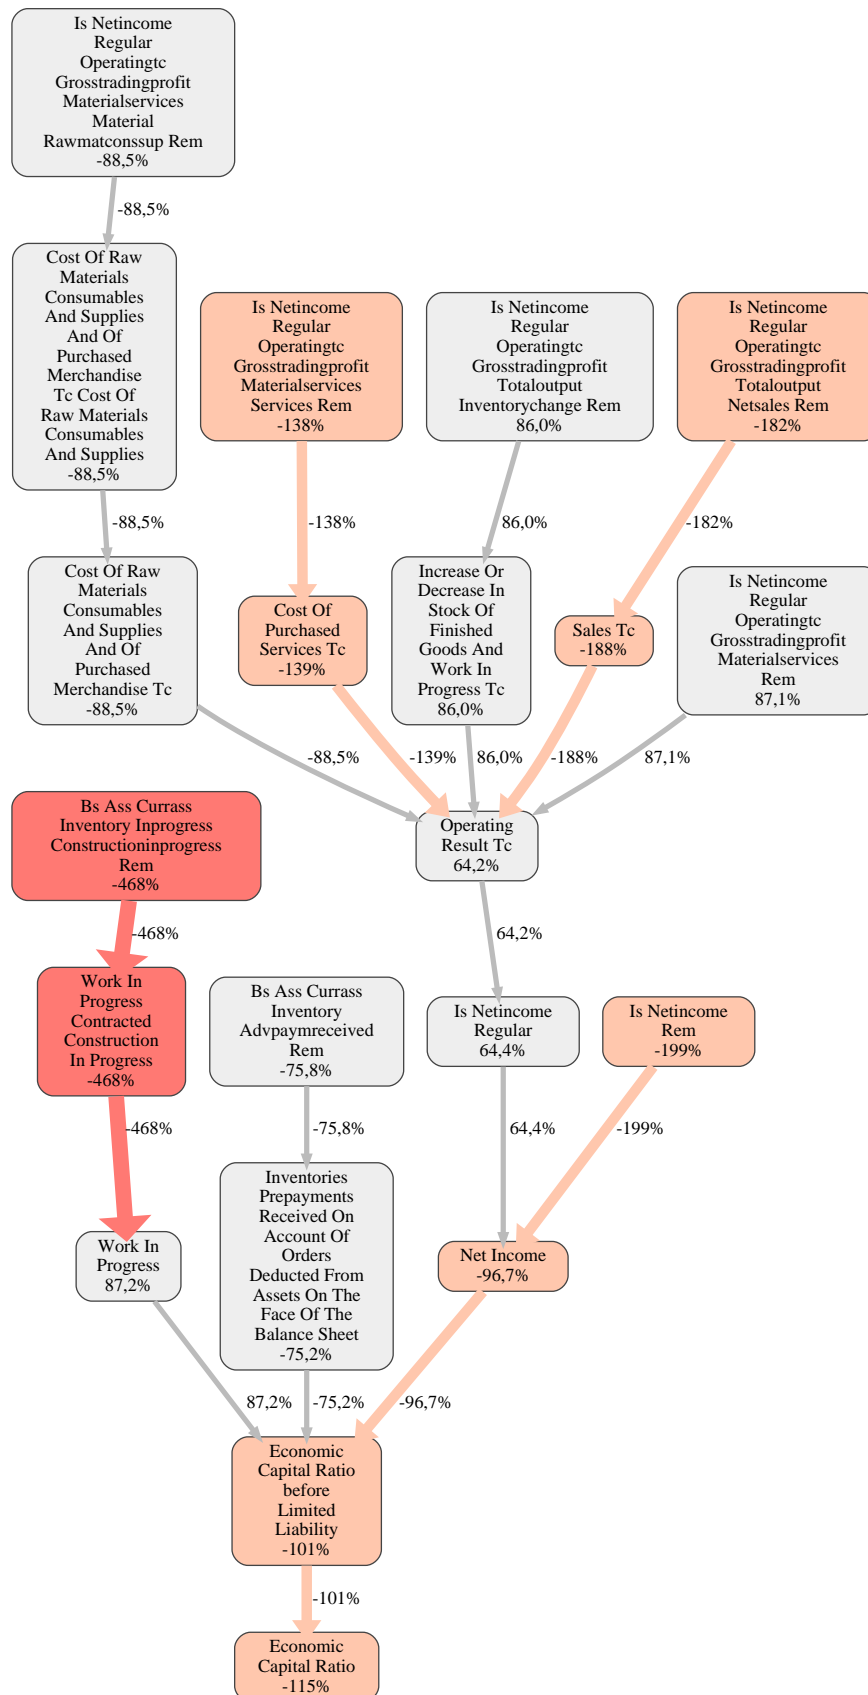 Is Netincome
Regular
Operatingtc
Grosstradingprofit
Materialservices
Material
Rawmatconssup Rem
-88,5%
-88,5%
Cost Of Raw
Materials
Consumables
And Supplies
And Of
Purchased
Merchandise
Tc Cost Of
Raw Materials
Consumables
And Supplies
-88,5%
Is Netincome
Regular
Operatingtc
Grosstradingprofit
Materialservices
Services Rem
-138%
Is Netincome
Regular
Operatingtc
Grosstradingprofit
Totaloutput
Inventorychange Rem
86,0%
Is Netincome
Regular
Operatingtc
Grosstradingprofit
Totaloutput
Netsales Rem
-182%
-88,5%
-138%
86,0%
-182%
Cost Of Raw
Materials
Consumables
And Supplies
And Of
Purchased
Merchandise Tc
-88,5%
Cost Of
Purchased
Services Tc
-139%
Increase Or
Decrease In
Stock Of
Finished
Goods And
Work In
Progress Tc
86,0%
Sales Tc
-188%
Is Netincome
Regular
Operatingtc
Grosstradingprofit
Materialservices
Rem
87,1%
-88,5%
-139%
86,0%
-188%
87,1%
Bs Ass Currass
Inventory Inprogress
Constructioninprogress
Rem
-468%
Operating
Result Tc
64,2%
-468%
64,2%
Work In
Progress
Contracted
Construction
In Progress
-468%
Bs Ass Currass
Inventory
Advpaymreceived
Rem
-75,8%
Is Netincome
Regular
64,4%
Is Netincome
Rem
-199%
-468%
-75,8%
64,4%
-199%
Inventories
Prepayments
Received On
Account Of
Orders
Deducted From
Assets On The
Face Of The
Balance Sheet
-75,2%
Work In
Progress
87,2%
Net Income
-96,7%
87,2%
-75,2%
-96,7%
Economic
Capital Ratio
before
Limited
Liability
-101%
-101%
Economic
Capital Ratio
-115%